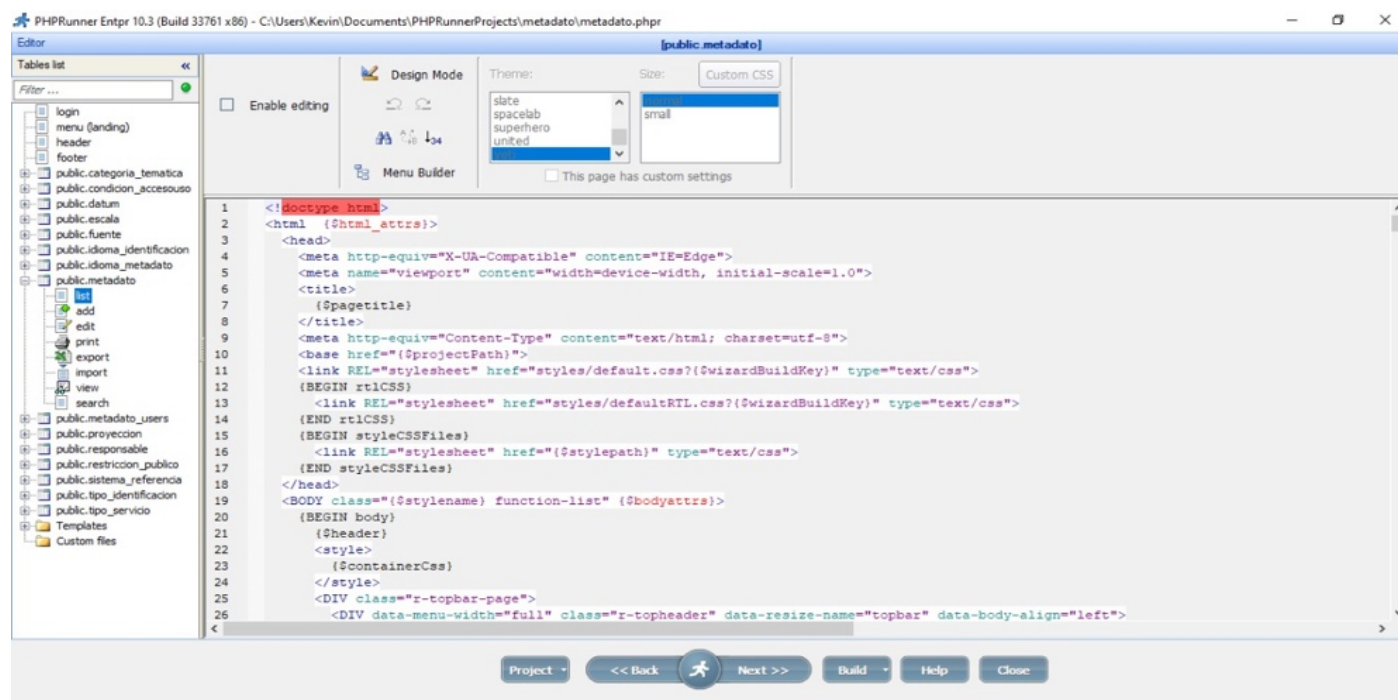 PHPRunner Entpr 10.3 (Build 33761 x86) - C:\Users\Kevin\Documents\PHPRunnerProjects\metadato\metadato.phpr
Editor
[public.metadato]
Tables list
«
Filter ...
login
menu (landing)
header
footer
public.categoria_tematica
public.condicion_accesouso
public.datum
public.escala
public.fuente
public.idioma_identificacion
public.idioma_metadato
public.metadato
list
add
edit
print
export
import
view
search
public.metadato_users
public.proyeccion
public.responsable
public.restriccion_publico
public.sistema_referencia
public.tipo_identificacion
public.tipo_servicio
Templates
Custom files
Enable editing
Design Mode
Menu Builder
Theme:
slate
spacelab
superhero
united
Size:
Custom CSS
normal
small
This page has custom settings
1 <!doctype html>
2 <html {$html_attrs}>
3 <head>
4 <meta http-equiv="X-UA-Compatible" content="IE=Edge">
5 <meta name="viewport" content="width=device-width, initial-scale=1.0">
6 <title>
7 {$pagetitle}
8 </title>
9 <meta http-equiv="Content-Type" content="text/html; charset=utf-8">
10 <base href="{$projectPath}">
11 <link REL="stylesheet" href="styles/default.css?{$wizardBuildKey}" type="text/css">
12 {BEGIN rtlCSS}
13 <link REL="stylesheet" href="styles/defaultRTL.css?{$wizardBuildKey}" type="text/css">
14 {END rtlCSS}
15 {BEGIN styleCSSFiles}
16 <link REL="stylesheet" href="{$stylepath}" type="text/css">
17 {END styleCSSFiles}
18 </head>
19 <BODY class="{$stylename} function-list" {$bodyattrs}>
20 {BEGIN body}
21 {$header}
22 <style>
23 {$containerCss}
24 </style>
25 <DIV class="r-topbar-page">
26 <DIV data-menu-width="full" class="r-topheader" data-resize-name="topbar" data-body-align="left">
Project
<< Back
Next >>
Build
Help
Close